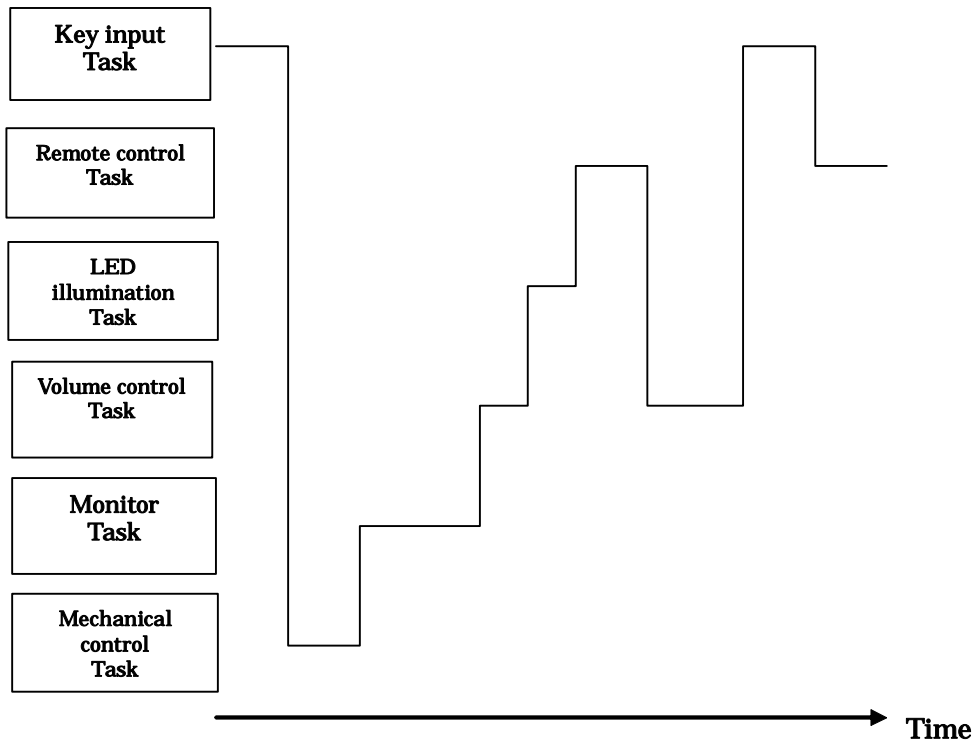 Key input
Task
Remote control
Task
LED
illumination
Task
Volume control
Task
Monitor
Task
Mechanical
control
Task
Time